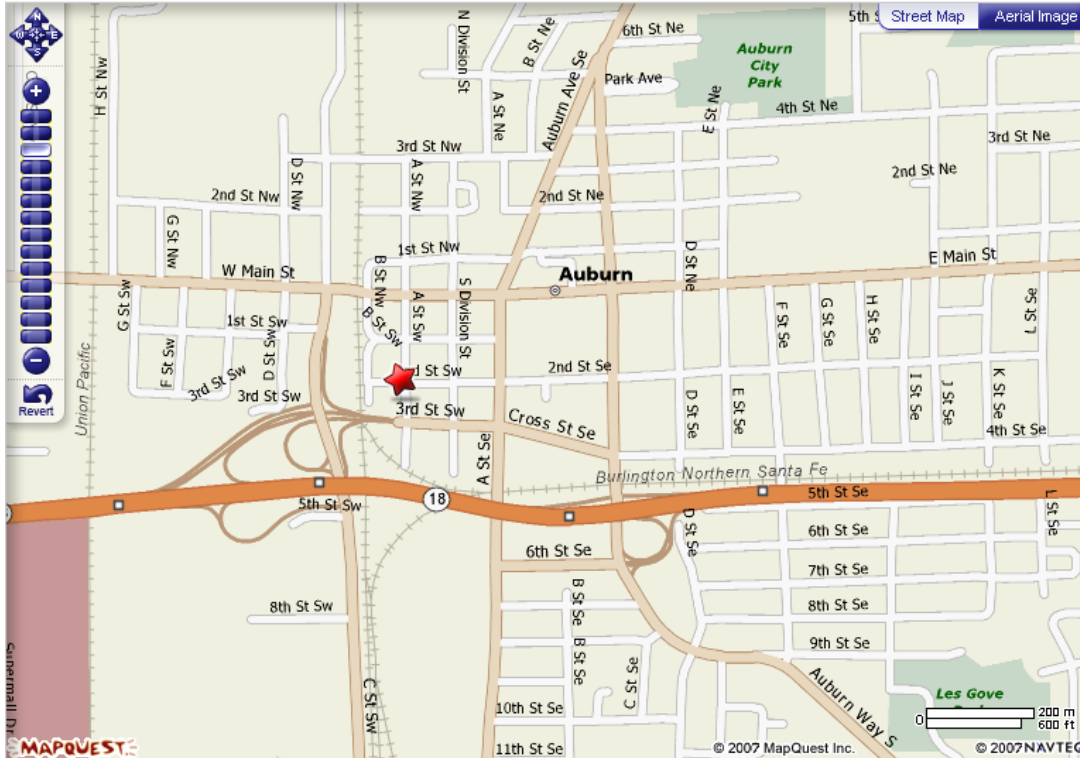 N
W E
S
Street Map Aerial Image
5th S
6th St Ne
Park Ave
Auburn
City
Park
4th St Ne
3rd St Ne
2nd St Ne
E St Ne
H St Nw
N Division St
B St Ne
A St Ne
Auburn Ave Se
3rd St Nw
D St Nw
A St Nw
2nd St Nw
2nd St Ne
G St Nw
1st St Nw
D St Ne
E Main St
W Main St
Auburn
B St Nw
A St Sw
S Division St
G St Sw
B St Sw
1st St Sw
F St Sw
D St Sw
F St Se
G St Se
H St Se
L St Se
Union Pacific
3rd St Sw
3rd St Sw
d St Sw
2nd St Se
I St Se
J St Se
K St Se
Revert
3rd St Sw
Cross St Se
D St Se
E St Se
4th St Se
A St Se
Burlington Northern Santa Fe
18
5th St Se
5th St Sw
L St Se
D St Se
6th St Se
6th St Se
7th St Se
8th St Sw
B St Se
8th St Se
B St Se
9th St Se
C St Se
Supermall Dr
C St Sw
Auburn Way S
Les Gove
10th St Se
11th St Se
0
200 m
600 ft
MAPQUEST
© 2007 MapQuest Inc.
© 2007 NAVTEQ